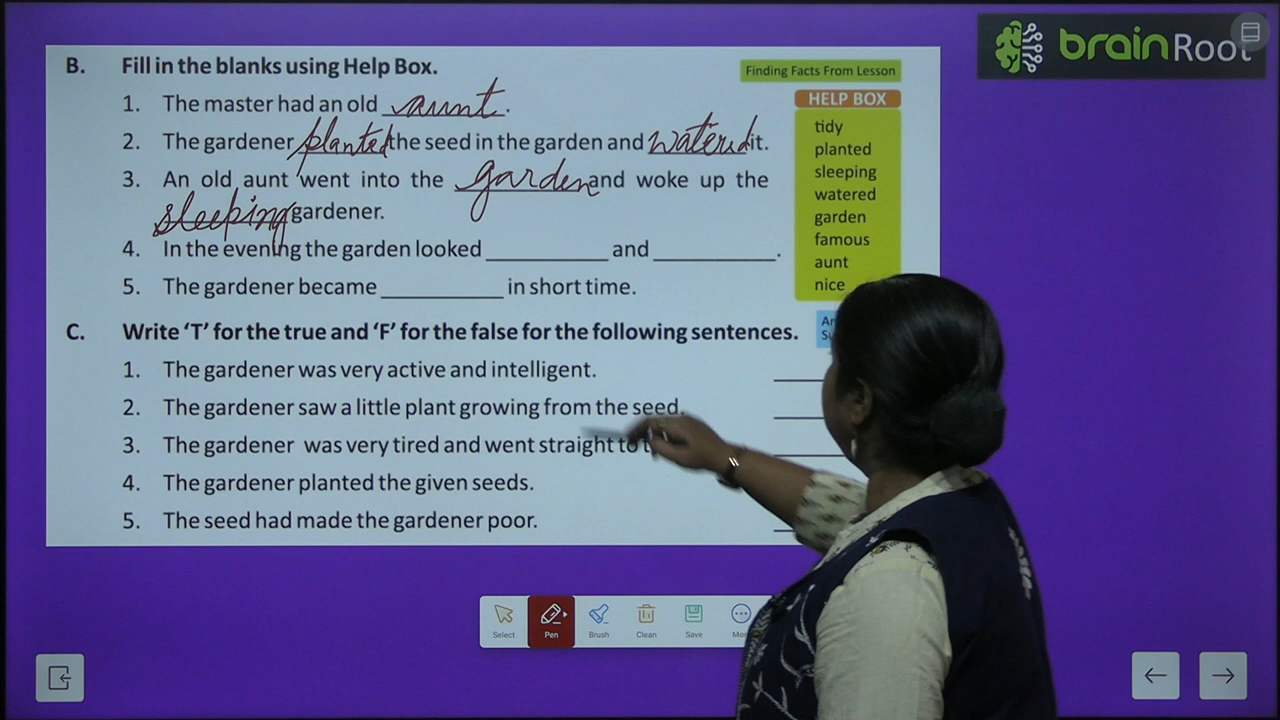 brainRoot
B. Fill in the blanks using Help Box.
Finding Facts From Lesson
1. The master had an old aunt.
HELP BOX
2. The gardener planted the seed in the garden and watered it.
3. An old aunt went into the garden and woke up the
sleeping gardener.
4. In the evening the garden looked __________ and __________.
5. The gardener became __________ in short time.
tidy
planted
sleeping
watered
garden
famous
aunt
nice
C. Write ‘T’ for the true and ‘F’ for the false for the following sentences.
1. The gardener was very active and intelligent.
2. The gardener saw a little plant growing from the seed.
3. The gardener was very tired and went straight to
4. The gardener planted the given seeds.
5. The seed had made the gardener poor.
Select
Pen
Brush
Clean
Save